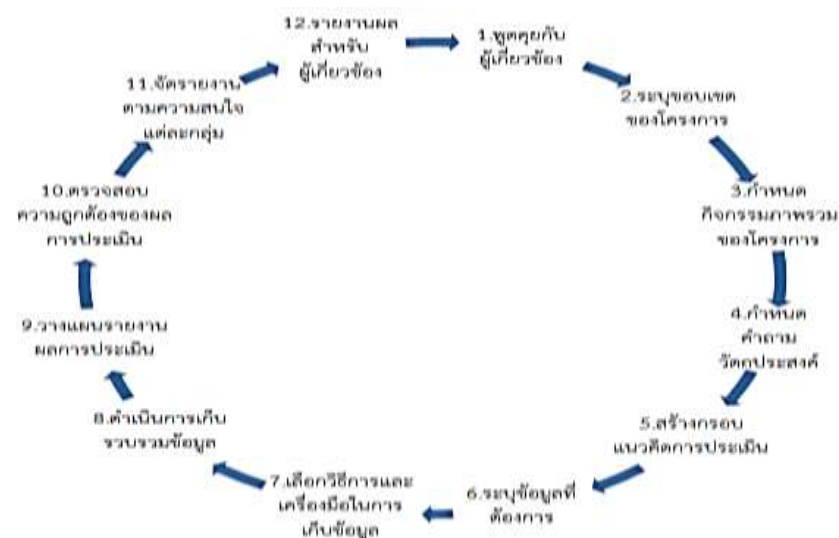 1.พูดคุยกับ
ผู้เกี่ยวข้อง
2.ระบุขอบเขต
ของโครงการ
3.กำหนด
กิจกรรมภาพรวม
ของโครงการ
4.กำหนด
คำถาม
วัตถุประสงค์
5.สร้างกรอบ
แนวคิดการประเมิน
6.ระบุข้อมูลที่
ต้องการ
7.เลือกวิธีการและ
เครื่องมือในการ
เก็บข้อมูล
8.ดำเนินการเก็บ
รวบรวมข้อมูล
9.วางแผนรายงาน
ผลการประเมิน
10.ตรวจสอบ
ความถูกต้องของผล
การประเมิน
11.จัดรายงาน
ตามความสนใจ
แต่ละกลุ่ม
12.รายงานผล
สำหรับ
ผู้เกี่ยวข้อง